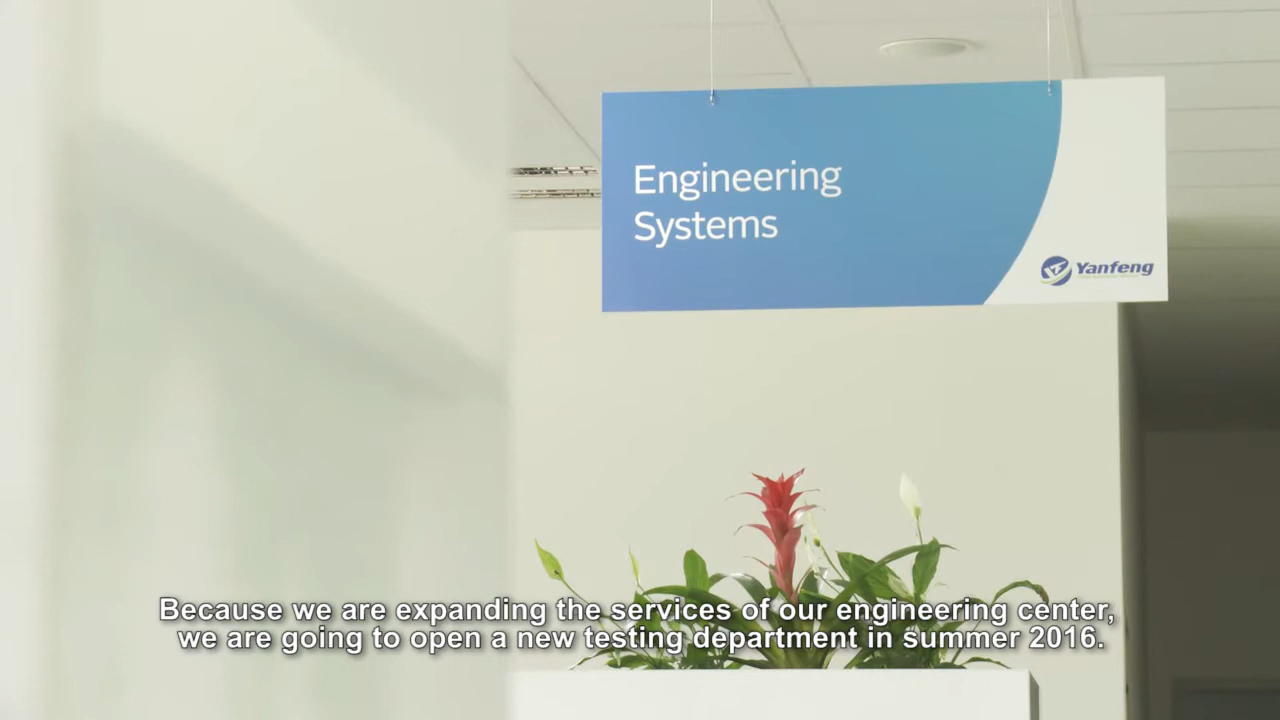 Engineering
Systems
Yanfeng
Because we are expanding the services of our engineering center,
we are going to open a new testing department in summer 2016.